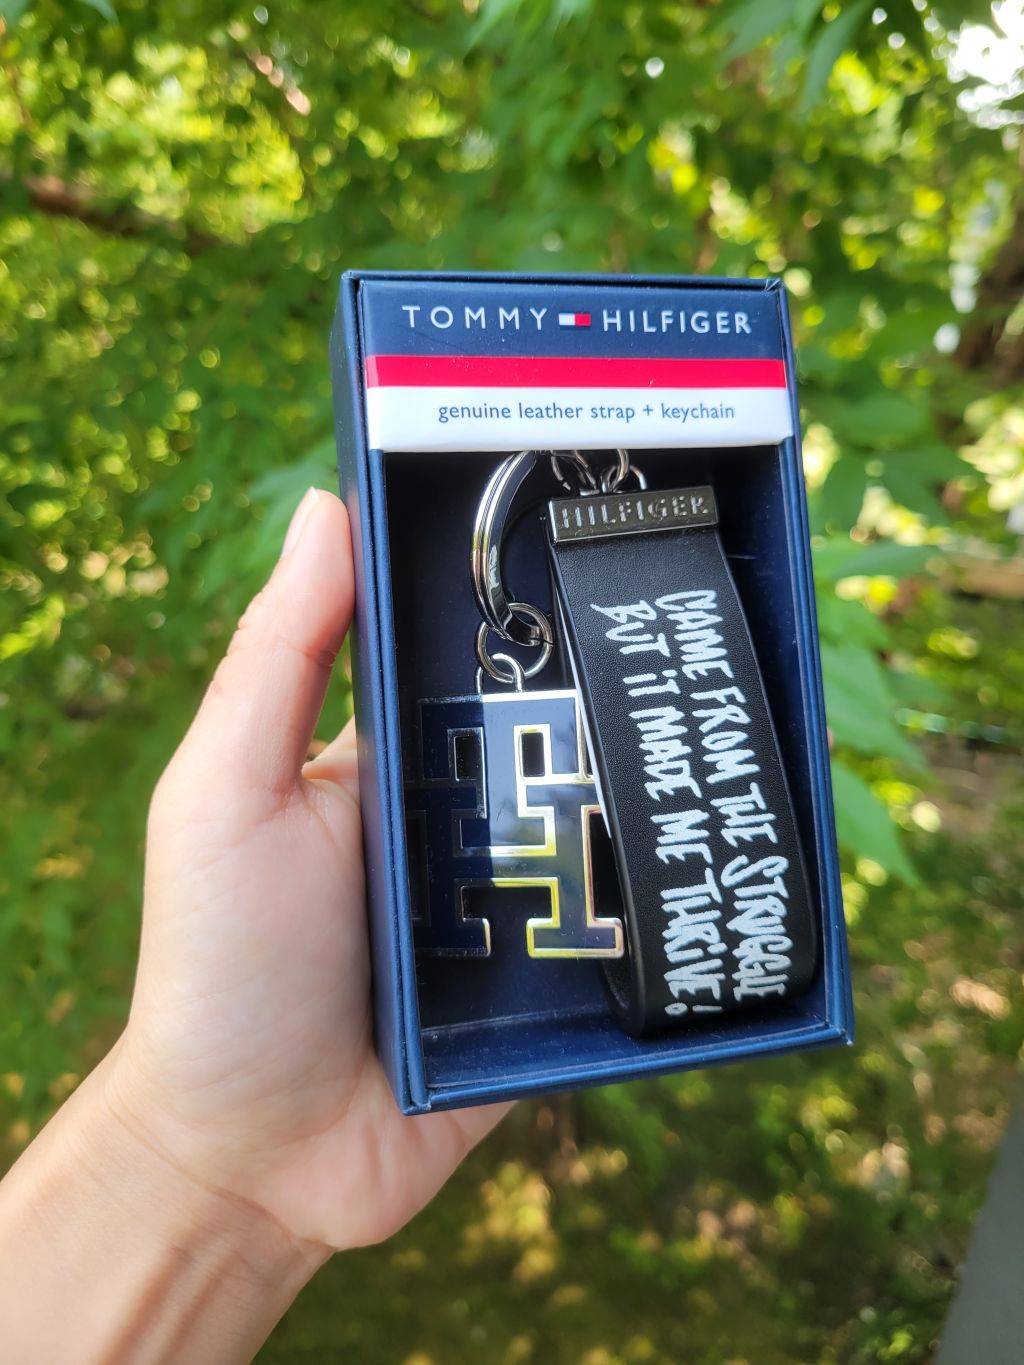 TOMMY HILFIGER
genuine leather strap + keychain
HILFIGER
CAME FROM THE STRUGGLE
BUT iT MADE ME THRiVE!